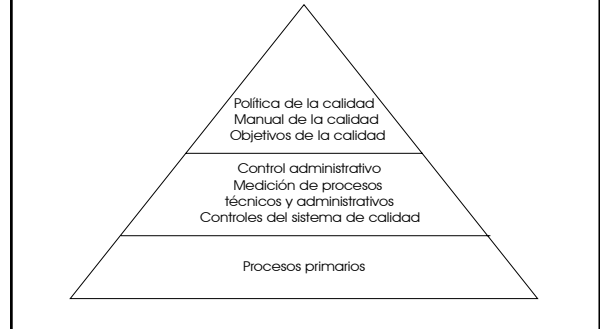 Política de la calidad
Manual de la calidad
Objetivos de la calidad
Control administrativo
Medición de procesos
técnicos y administrativos
Controles del sistema de calidad
Procesos primarios